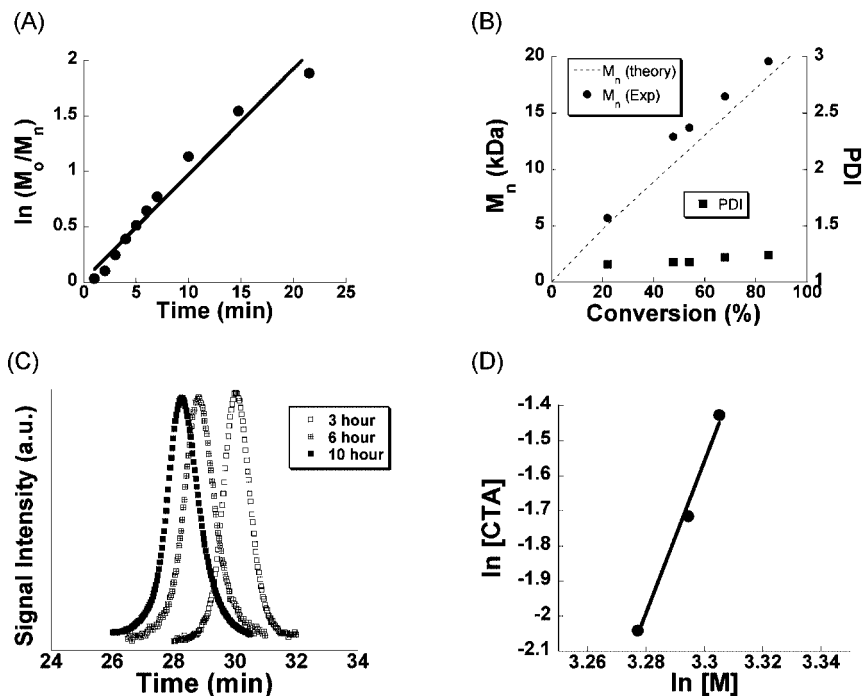 (A)
2
1.5
1
0.5
0
ln (Mo/Mn)
0 5 10 15 20 25
Time (min)
(B)
20
15
10
5
0
Mn (kDa)
Mn (theory)
Mn (Exp)
PDI
3
2.5
2
1.5
1
PDI
0 20 40 60 80 100
Conversion (%)
(C)
Signal Intensity (a.u.)
3 hour
6 hour
10 hour
24 26 28 30 32 34
Time (min)
(D)
-1.4
-1.5
-1.6
-1.7
-1.8
-1.9
-2
-2.1
ln [CTA]
3.26 3.28 3.3 3.32 3.34
ln [M]